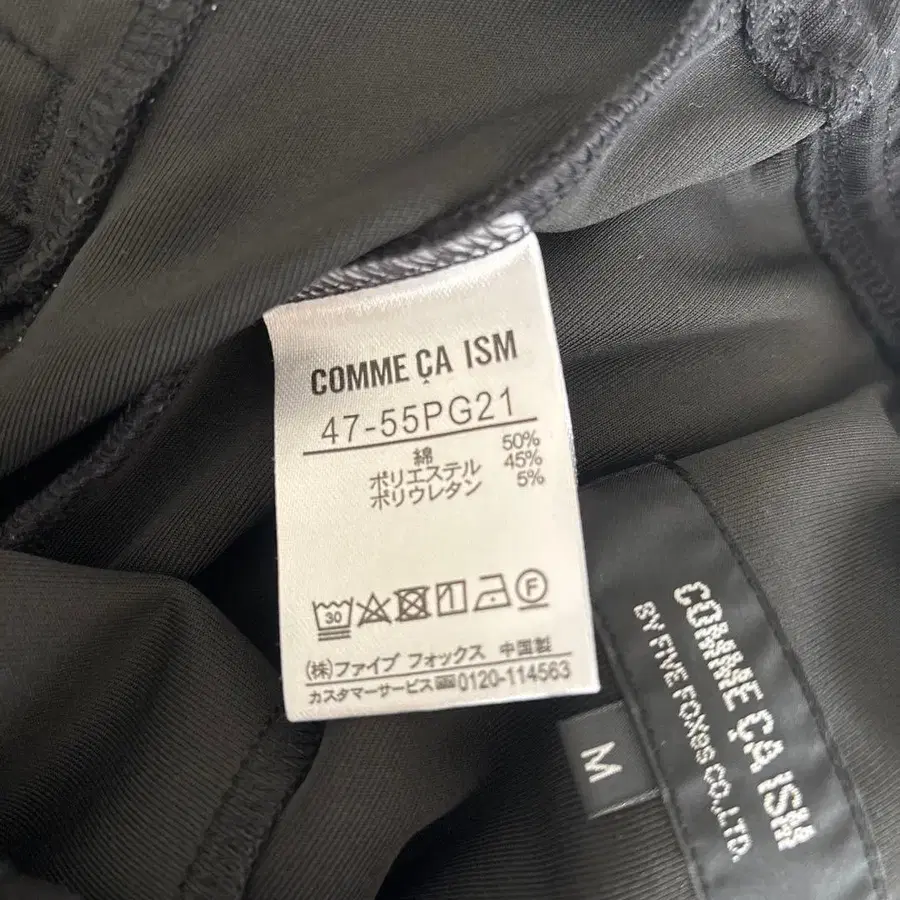 COMME ÇA ISM
47-55PG21
綿 50%
ポリエステル 45%
ポリウレタン 5%
30
F
(株)ファイブ フォックス 中国製
カスタマーサービス 0120-114563
COMME ÇA ISM
BY FIVE FOXes CO.,LTD.
M